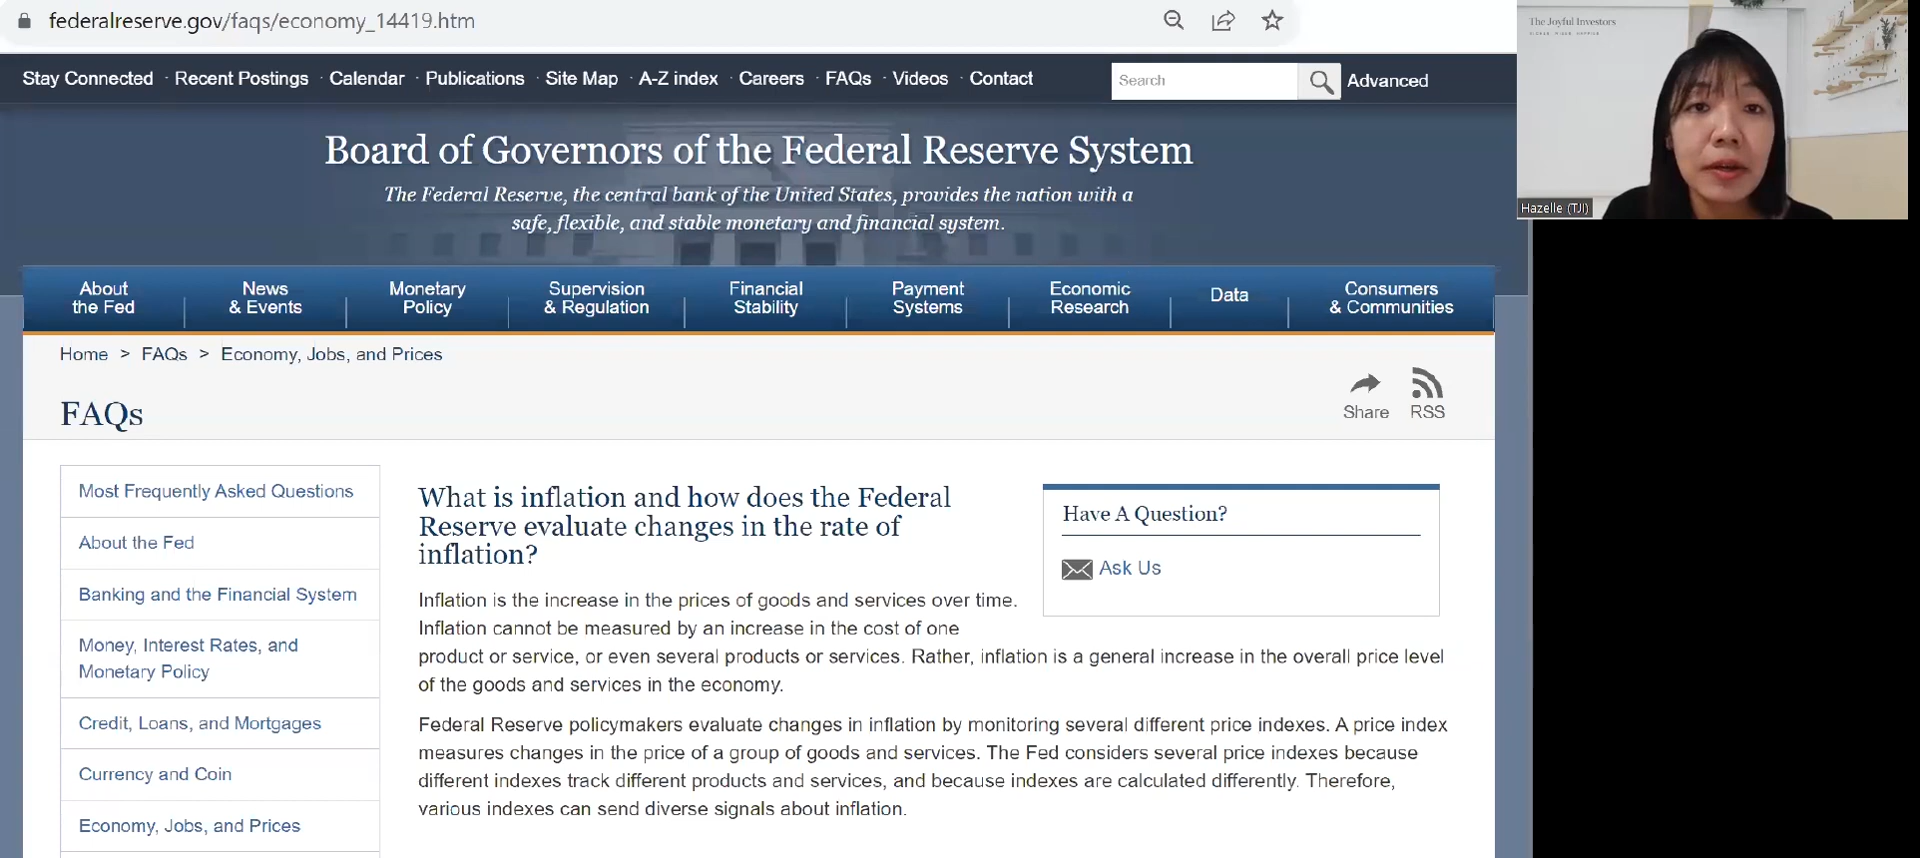 federalreserve.gov/faqs/economy_14419.htm
Stay Connected · Recent Postings · Calendar · Publications · Site Map · A-Z index · Careers · FAQs · Videos · Contact
Search
Advanced
The Joyful Investors
Board of Governors of the Federal Reserve System
The Federal Reserve, the central bank of the United States, provides the nation with a
safe, flexible, and stable monetary and financial system.
Hazelle (TJI)
About
the Fed
News
& Events
Monetary
Policy
Supervision
& Regulation
Financial
Stability
Payment
Systems
Economic
Research
Data
Consumers
& Communities
Home > FAQs > Economy, Jobs, and Prices
FAQs
Share
RSS
Most Frequently Asked Questions
About the Fed
Banking and the Financial System
Money, Interest Rates, and
Monetary Policy
Credit, Loans, and Mortgages
Currency and Coin
Economy, Jobs, and Prices
What is inflation and how does the Federal
Reserve evaluate changes in the rate of
inflation?
Have A Question?
Ask Us
Inflation is the increase in the prices of goods and services over time.
Inflation cannot be measured by an increase in the cost of one
product or service, or even several products or services. Rather, inflation is a general increase in the overall price level
of the goods and services in the economy.
Federal Reserve policymakers evaluate changes in inflation by monitoring several different price indexes. A price index
measures changes in the price of a group of goods and services. The Fed considers several price indexes because
different indexes track different products and services, and because indexes are calculated differently. Therefore,
various indexes can send diverse signals about inflation.